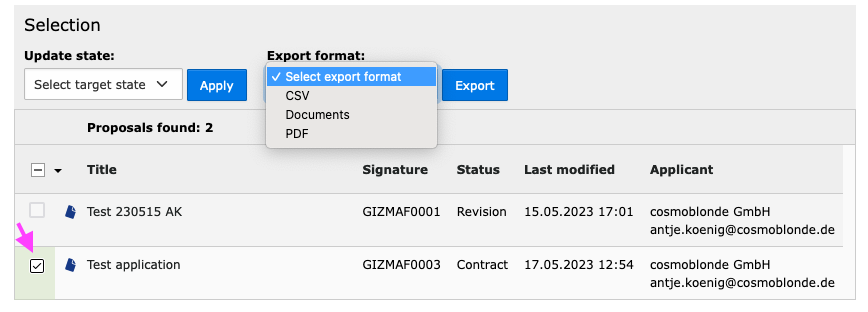 Selection
Update state: Export format:
Select target state Apply ✓ Select export format Export
CSV
Documents
PDF
Proposals found: 2
Title Signature Status Last modified Applicant
Test 230515 AK GIZMAF0001 Revision 15.05.2023 17:01 cosmoblonde GmbH
antje.koenig@cosmoblonde.de
Test application GIZMAF0003 Contract 17.05.2023 12:54 cosmoblonde GmbH
antje.koenig@cosmoblonde.de